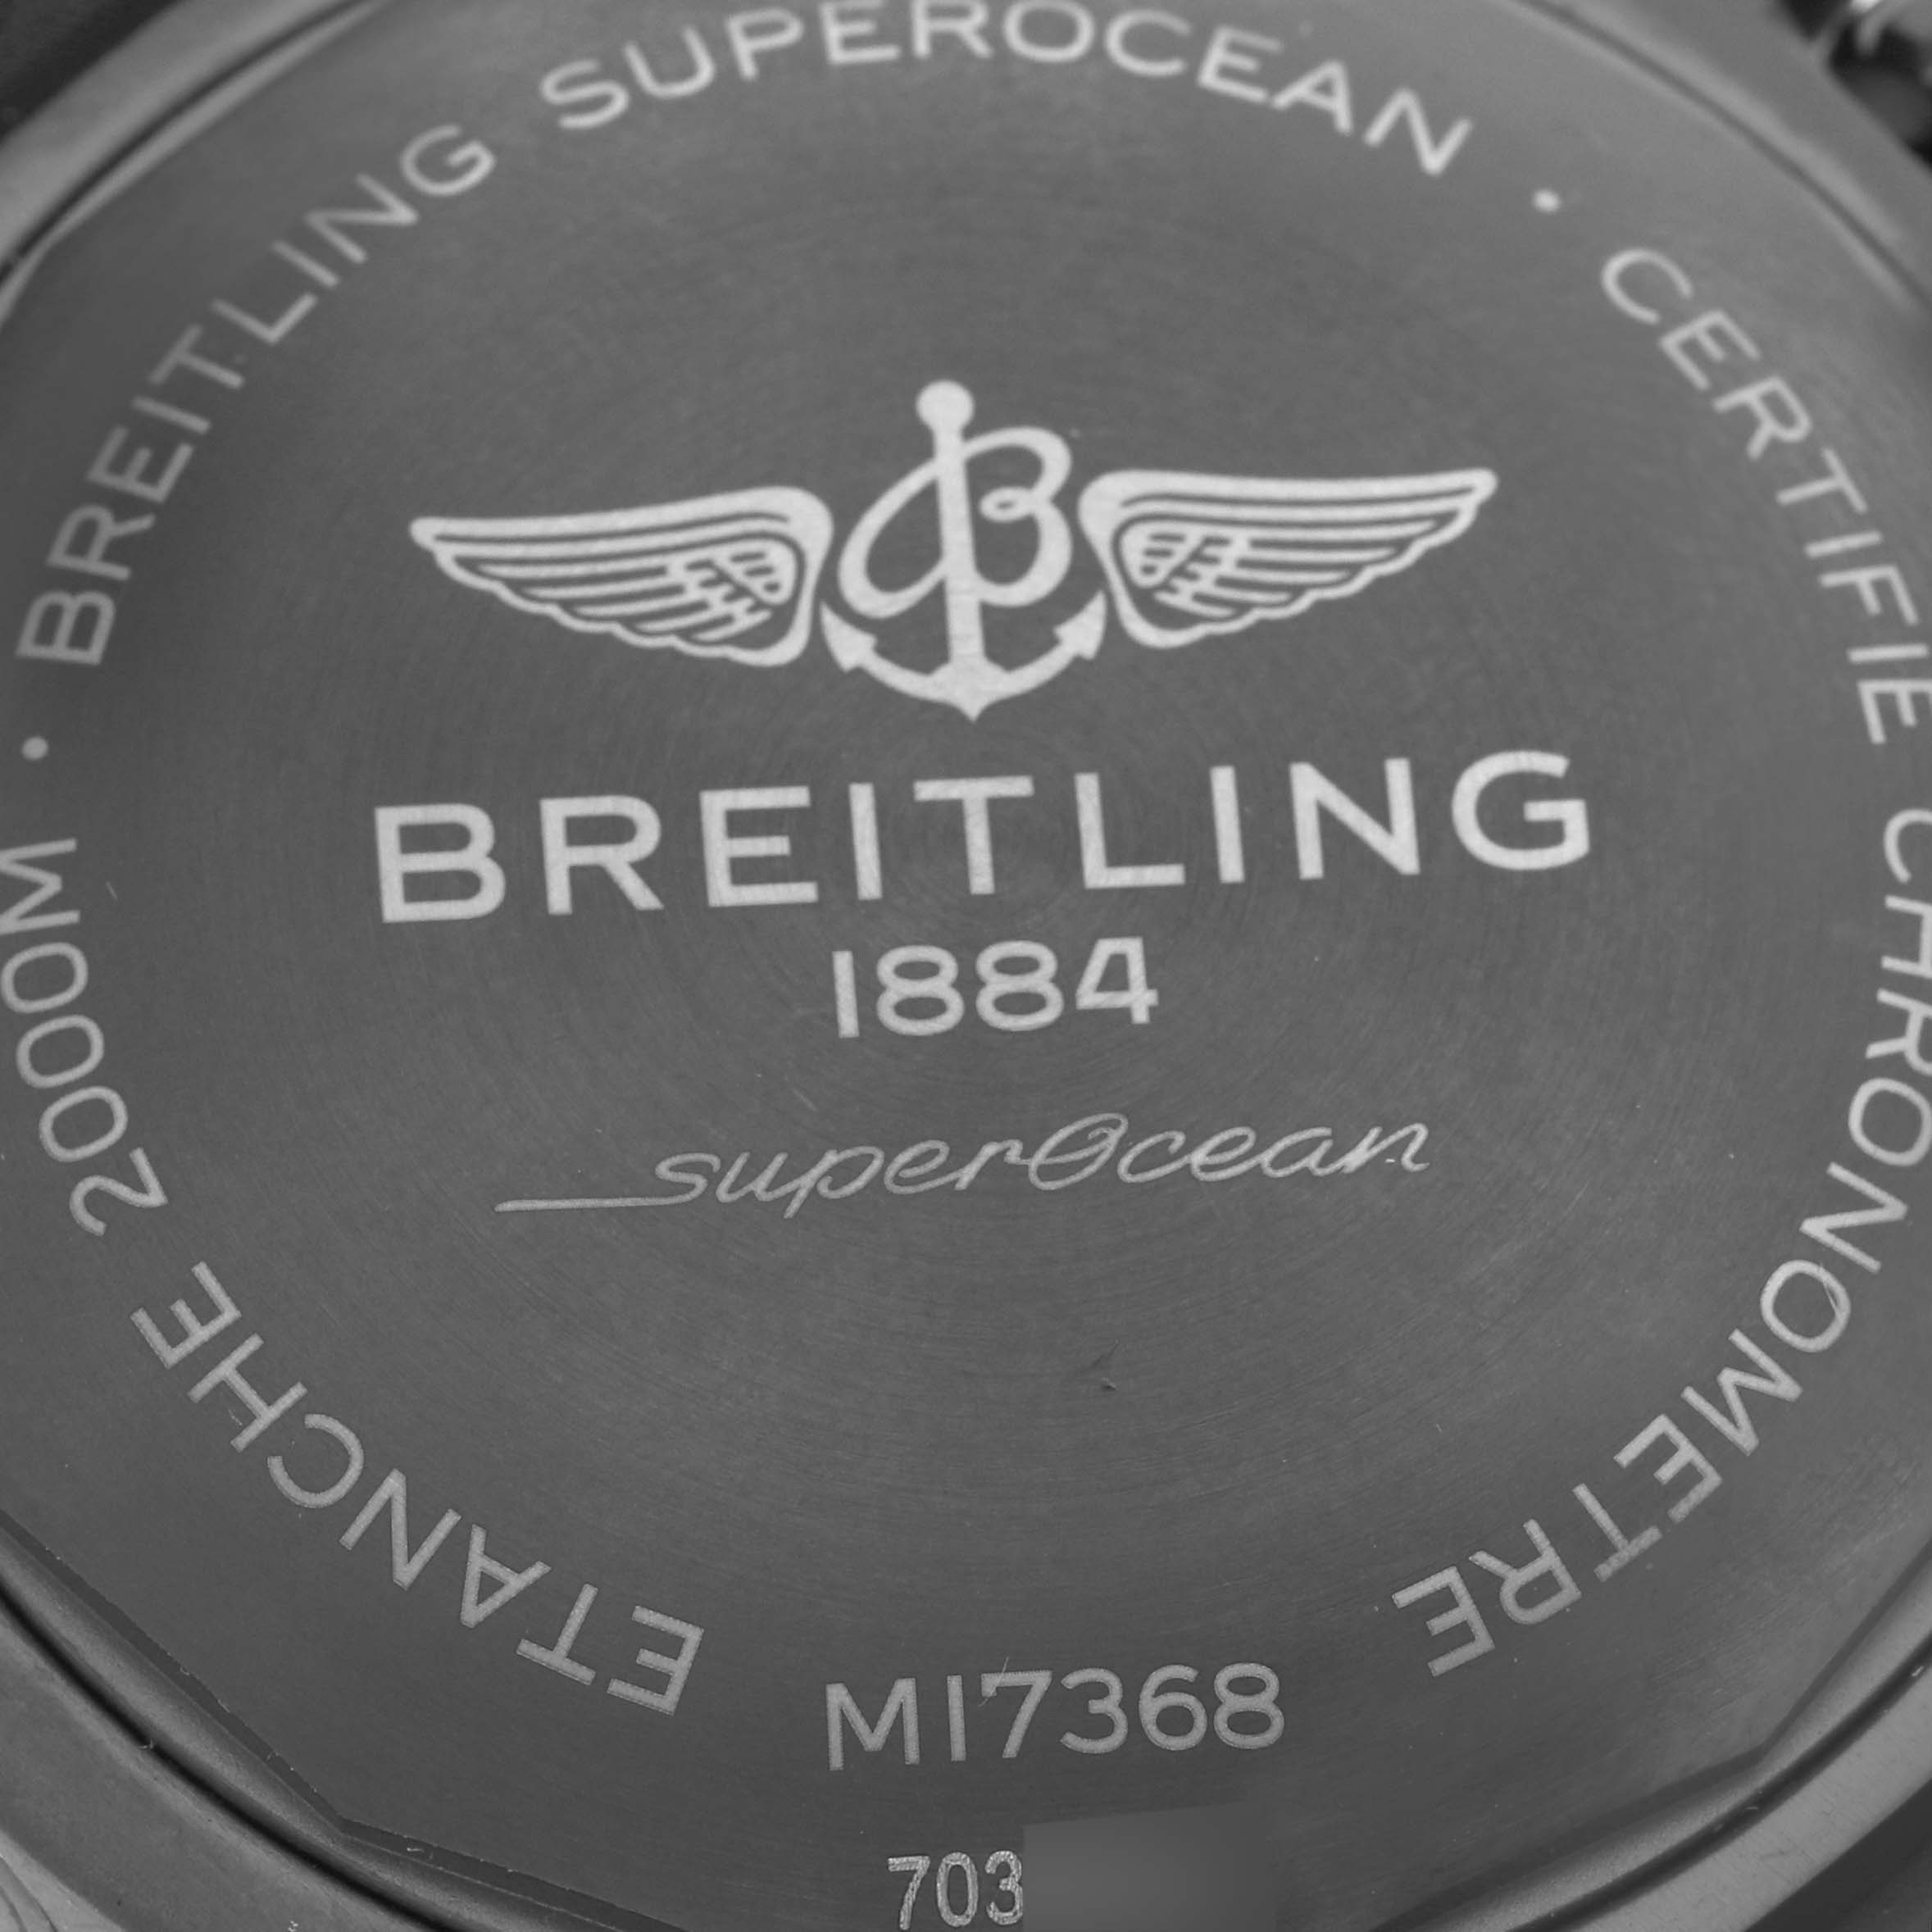 BREITLING SUPEROCEAN • CERTIFIE CHRONOMETRE
ETANCHE 2000M •
BREITLING
1884
superOcean
M17368
703